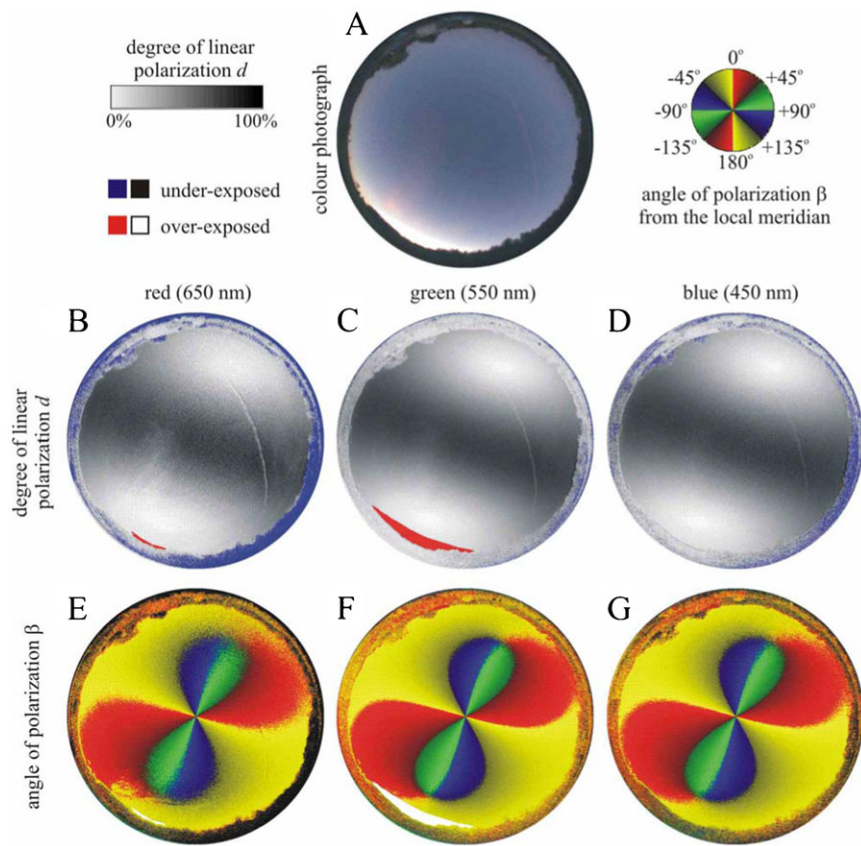 A
degree of linear
polarization d
0%
100%
under-exposed
over-exposed
colour photograph
0°
-45°
+45°
-90°
+90°
-135°
+135°
180°
angle of polarization β
from the local meridian
red (650 nm)
green (550 nm)
blue (450 nm)
B
C
D
degree of linear
polarization d
E
F
G
angle of polarization β